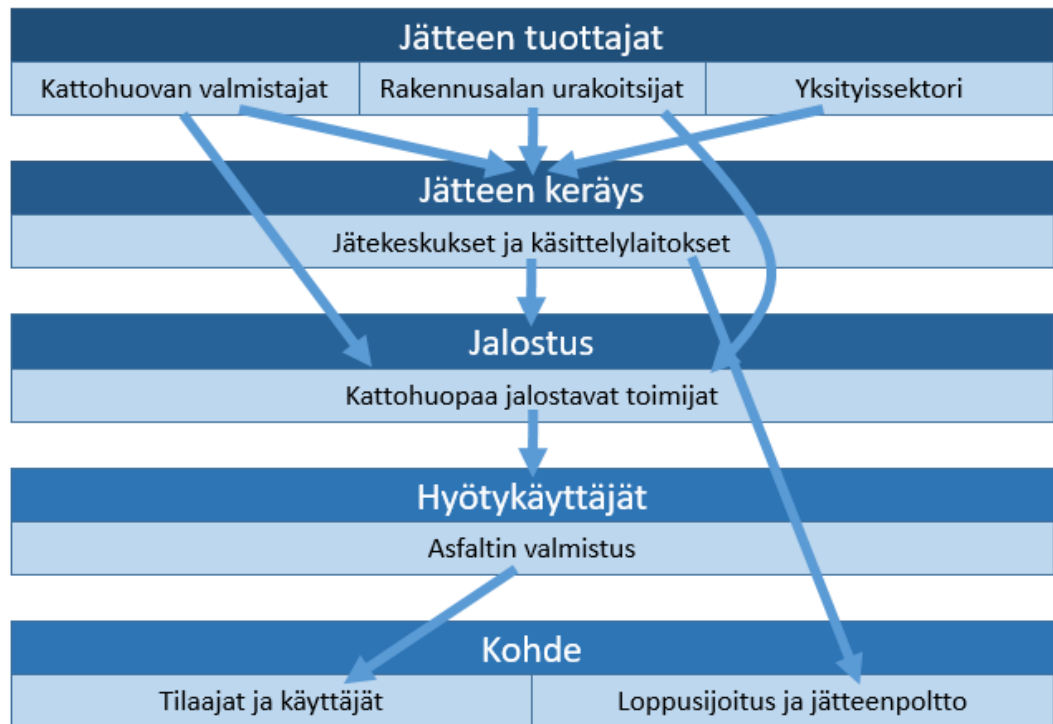 Jätteen tuottajat
Kattohuovan valmistajat
Rakennusalan urakoitsijat
Yksityissektori
Jätteen keräys
Jätekeskukset ja käsittelylaitokset
Jalostus
Kattohuopaa jalostavat toimijat
Hyötykäyttäjät
Asfaltin valmistus
Kohde
Tilaajat ja käyttäjät
Loppusijoitus ja jätteenpoltto